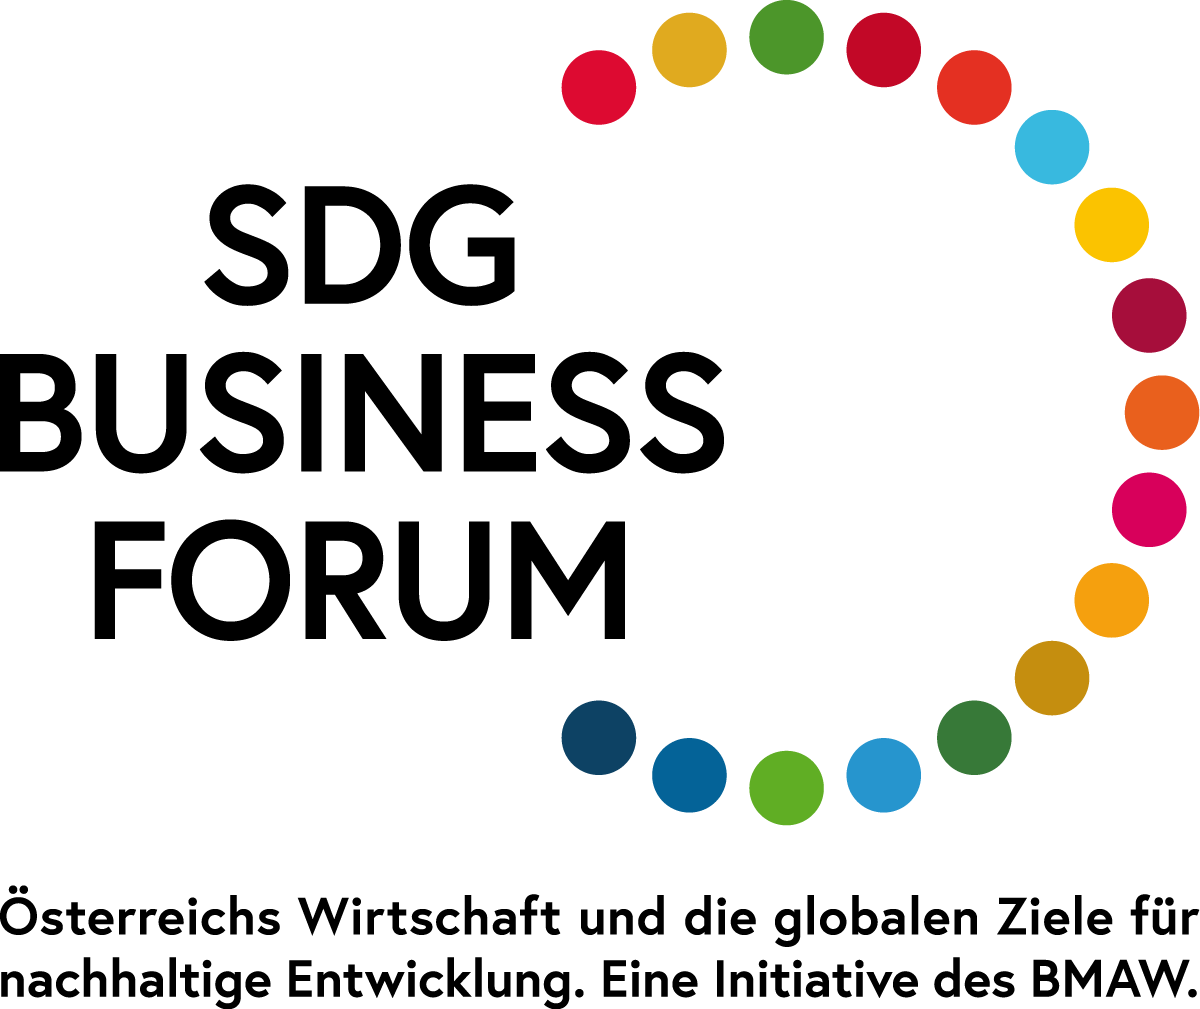 SDG
BUSINESS
FORUM
Österreichs Wirtschaft und die globalen Ziele für
nachhaltige Entwicklung. Eine Initiative des BMAW.